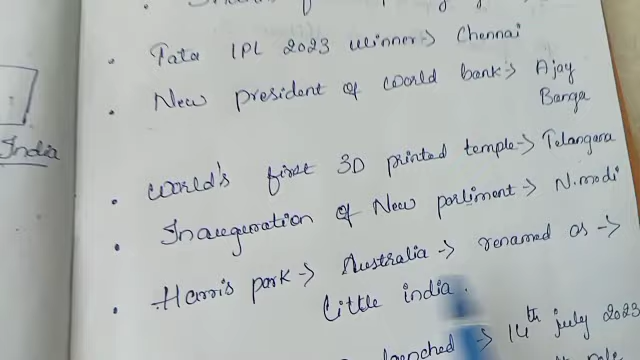 India
• Tata IPL 2023 winner → Chennai
• New president of world bank → Ajay
Banga
• World's first 3D printed temple → Telangana
• Inauguration of New parliment → N.modi
• Harris park → Australia → renamed as →
little india.
launched → 14th july 2023